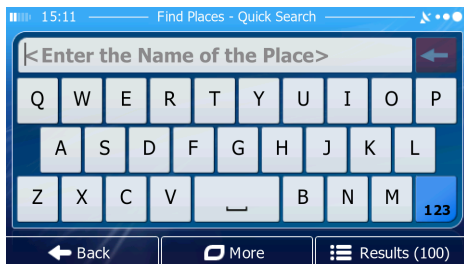 15:11 Find Places - Quick Search
<Enter the Name of the Place>
Q W E R T Y U I O P
A S D F G H J K L
Z X C V B N M 123
Back More Results (100)